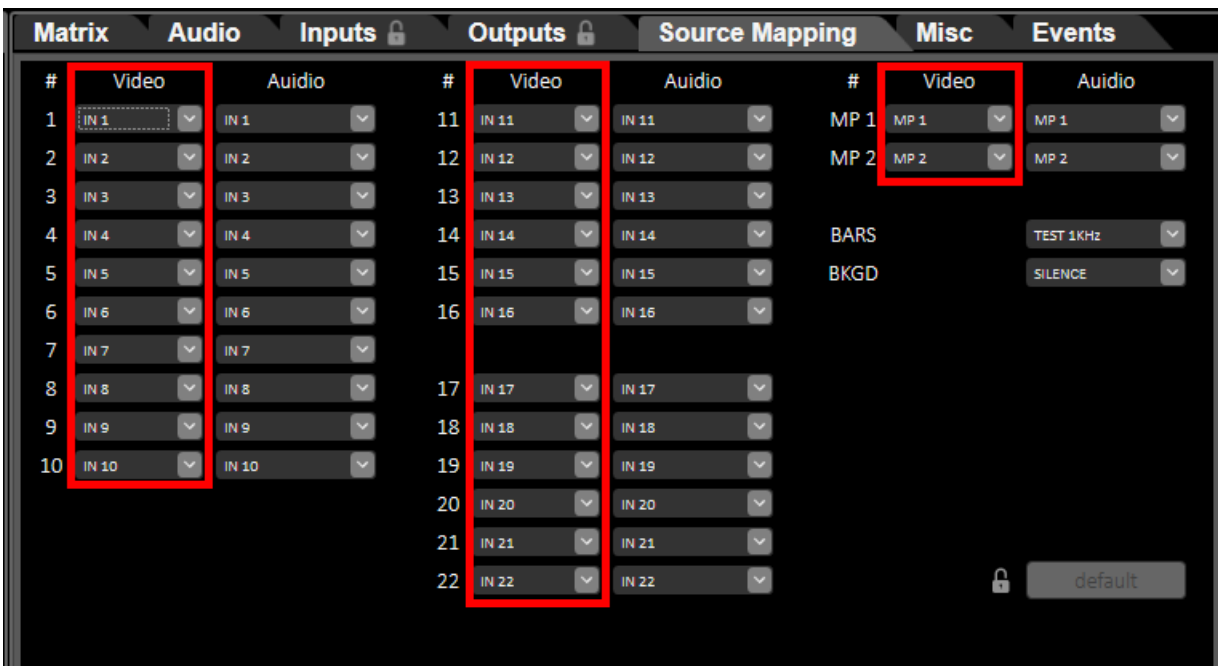 Matrix Audio Inputs Outputs Source Mapping Misc Events
# Video Auidio # Video Auidio # Video Auidio
1 IN 1 IN 1 11 IN 11 IN 11 MP 1 MP 1 MP 1
2 IN 2 IN 2 12 IN 12 IN 12 MP 2 MP 2 MP 2
3 IN 3 IN 3 13 IN 13 IN 13
4 IN 4 IN 4 14 IN 14 IN 14 BARS TEST 1KHz
5 IN 5 IN 5 15 IN 15 IN 15 BKGD SILENCE
6 IN 6 IN 6 16 IN 16 IN 16
7 IN 7 IN 7
8 IN 8 IN 8 17 IN 17 IN 17
9 IN 9 IN 9 18 IN 18 IN 18
10 IN 10 IN 10 19 IN 19 IN 19
20 IN 20 IN 20
21 IN 21 IN 21
22 IN 22 IN 22 default